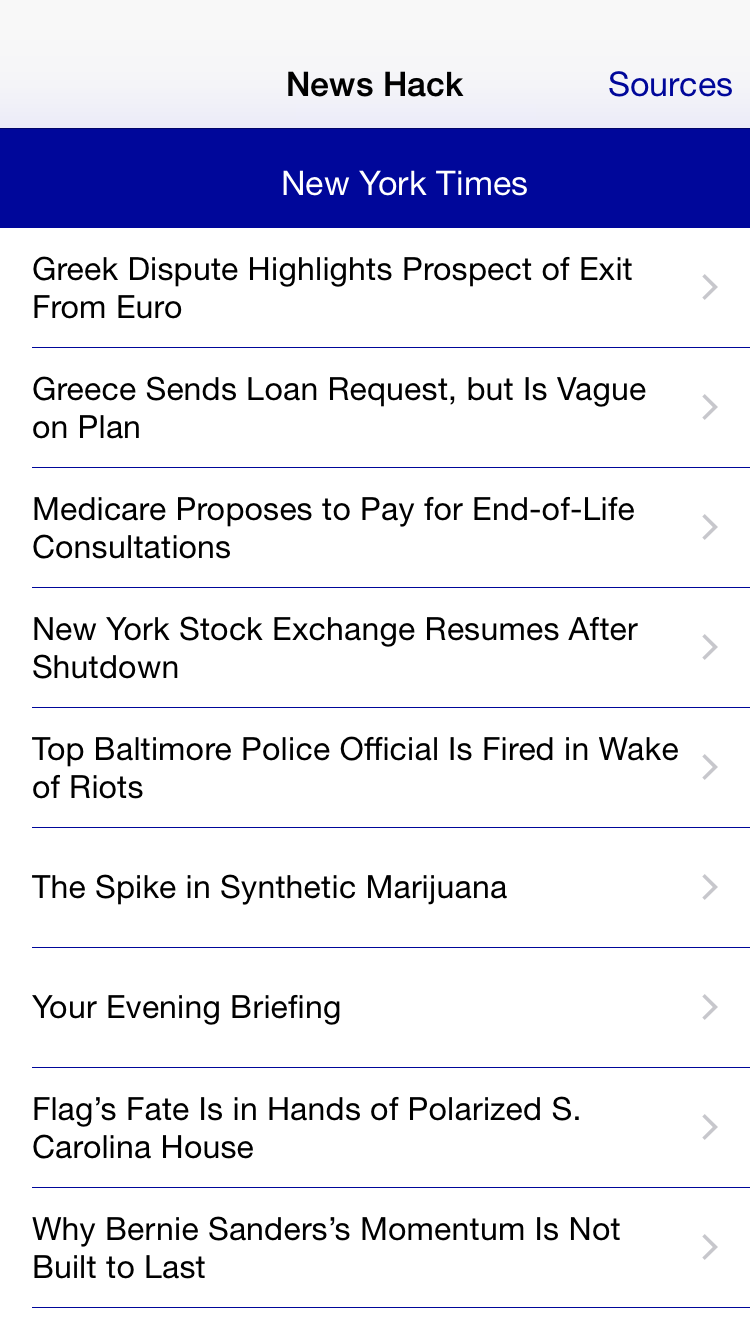 News Hack
Sources
New York Times
Greek Dispute Highlights Prospect of Exit
From Euro
Greece Sends Loan Request, but Is Vague
on Plan
Medicare Proposes to Pay for End-of-Life
Consultations
New York Stock Exchange Resumes After
Shutdown
Top Baltimore Police Official Is Fired in Wake
of Riots
The Spike in Synthetic Marijuana
Your Evening Briefing
Flag’s Fate Is in Hands of Polarized S.
Carolina House
Why Bernie Sanders’s Momentum Is Not
Built to Last